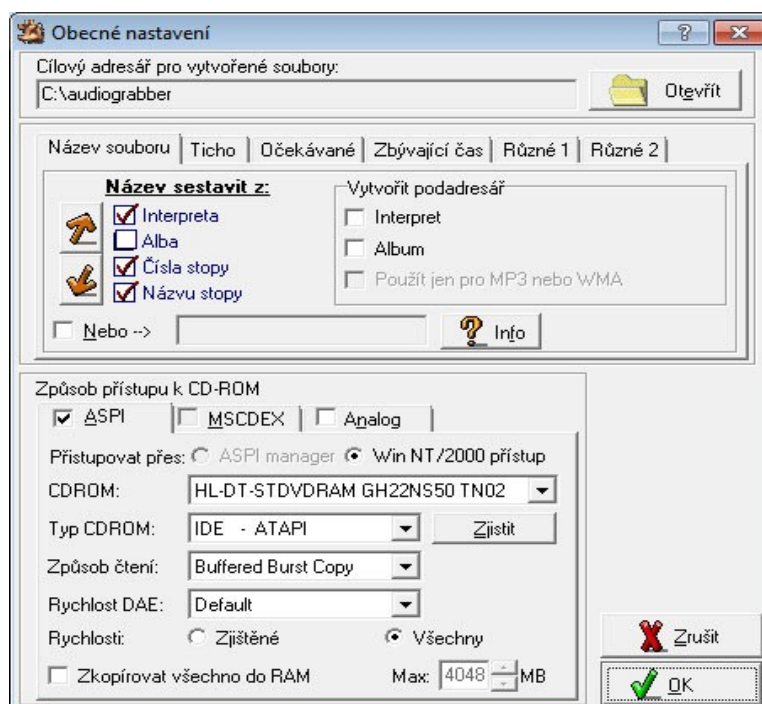 Obecné nastavení
Cílový adresář pro vytvořené soubory:
C:\audiograbber
Otevřít
Název souboru Ticho Očekávané Zbývající čas Různé 1 Různé 2
Název sestavit z:
Interpreta
Alba
Čísla stopy
Názvu stopy
Vytvořit podadresář
Interpret
Album
Použít jen pro MP3 nebo WMA
Nebo --> Info
Způsob přístupu k CD-ROM
ASPI MSCDEX Analog
Přistupovat přes: ASPI manager Win NT/2000 přístup
CDROM: HL-DT-STDVDRAM GH22NS50 TN02
Typ CDROM: IDE - ATAPI Zjistit
Způsob čtení: Buffered Burst Copy
Rychlost DAE: Default
Rychlosti: Zjištěné Všechny
Zkopírovat všechno do RAM Max: 4048 MB
Zrušit
OK